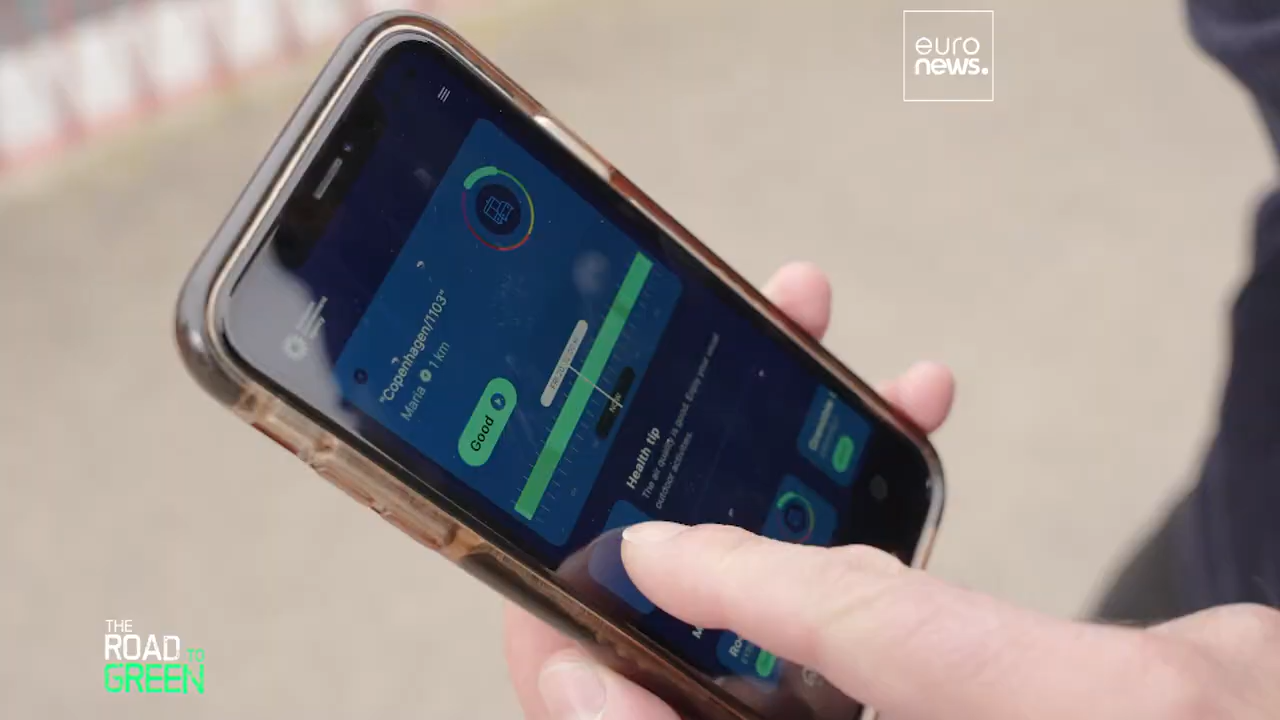 euro
news.
"Copenhagen/1103"
Maria 1 km
Good
NOW
Health tip
The air quality is good. Enjoy your usual
outdoor activities.
THE
ROAD TO
GREEN